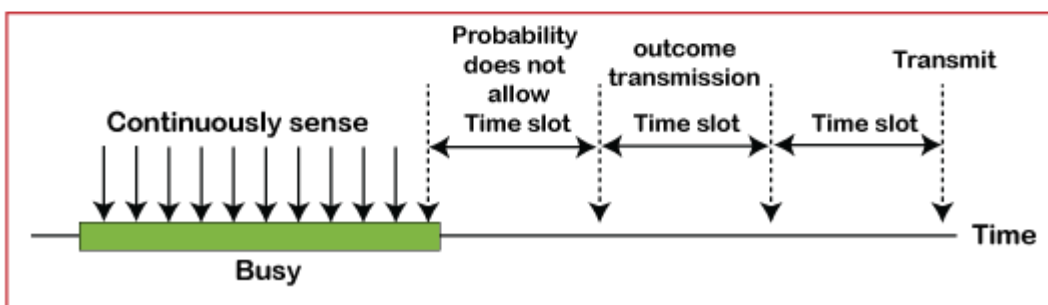 Probability
does not
allow
Time slot
outcome
transmission
Time slot
Transmit
Time slot
Continuously sense
Time
Busy